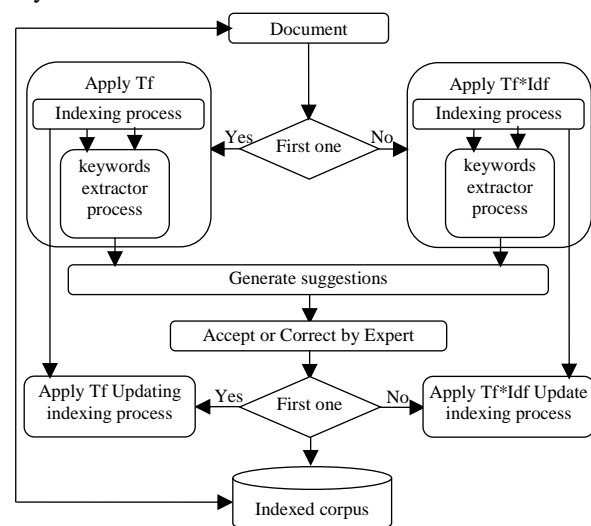 Document
Apply Tf
Apply Tf*Idf
Indexing process
Indexing process
Yes
First one
No
keywords
extractor
process
keywords
extractor
process
Generate suggestions
Accept or Correct by Expert
Apply Tf Updating
indexing process
Yes
First one
No
Apply Tf*Idf Update
indexing process
Indexed corpus